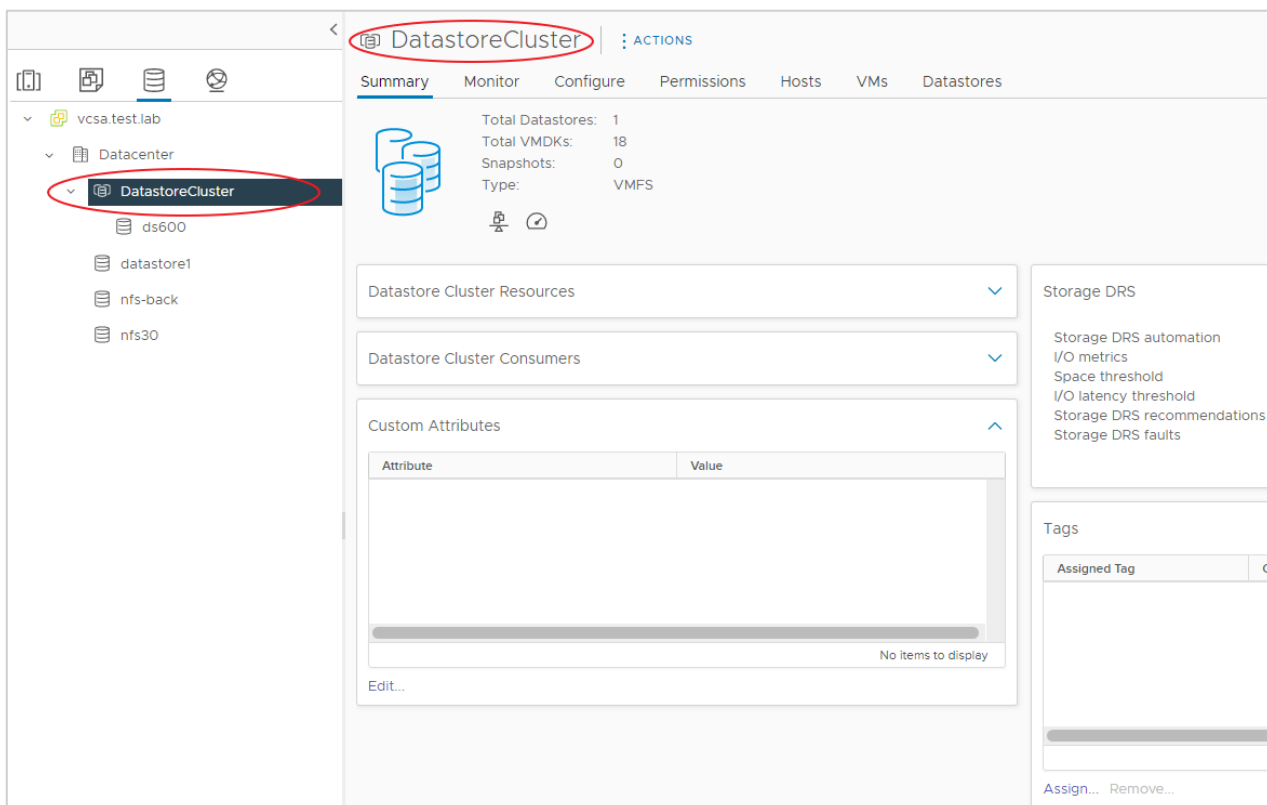 DatastoreCluster
ACTIONS
Summary Monitor Configure Permissions Hosts VMs Datastores
vcsa.test.lab
Datacenter
DatastoreCluster
ds600
datastore1
nfs-back
nfs30
Total Datastores: 1
Total VMDKs: 18
Snapshots: 0
Type: VMFS
Datastore Cluster Resources
Datastore Cluster Consumers
Custom Attributes
Attribute Value
No items to display
Edit...
Storage DRS
Storage DRS automation
I/O metrics
Space threshold
I/O latency threshold
Storage DRS recommendations
Storage DRS faults
Tags
Assigned Tag
Assign... Remove...